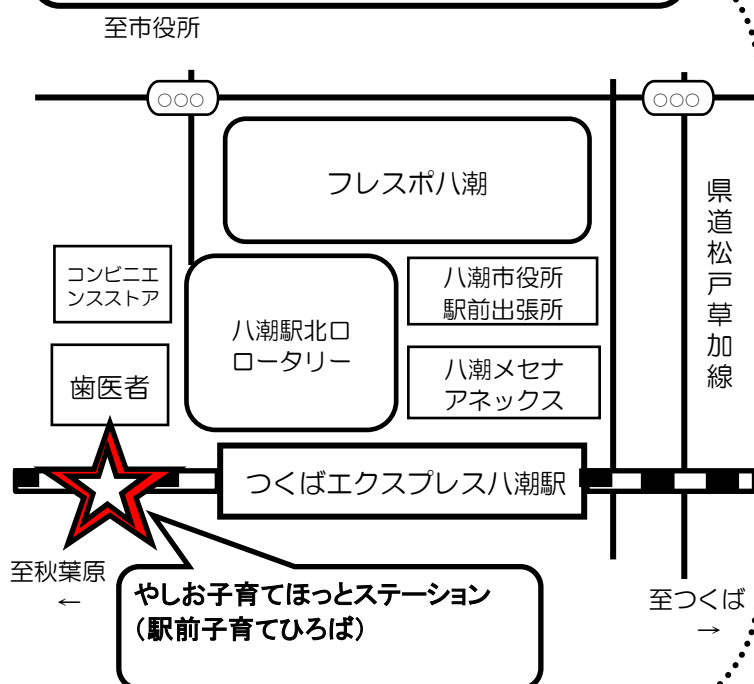 至市役所
○○○
○○○
フレスポ八潮
県道松戸草加線
コンビニエ
ンスストア
八潮駅北口
ロータリー
八潮市役所
駅前出張所
歯医者
八潮メセナ
アネックス
つくばエクスプレス八潮駅
至秋葉原
←
やしお子育てほっとステーション
（駅前子育てひろば）
至つくば
→